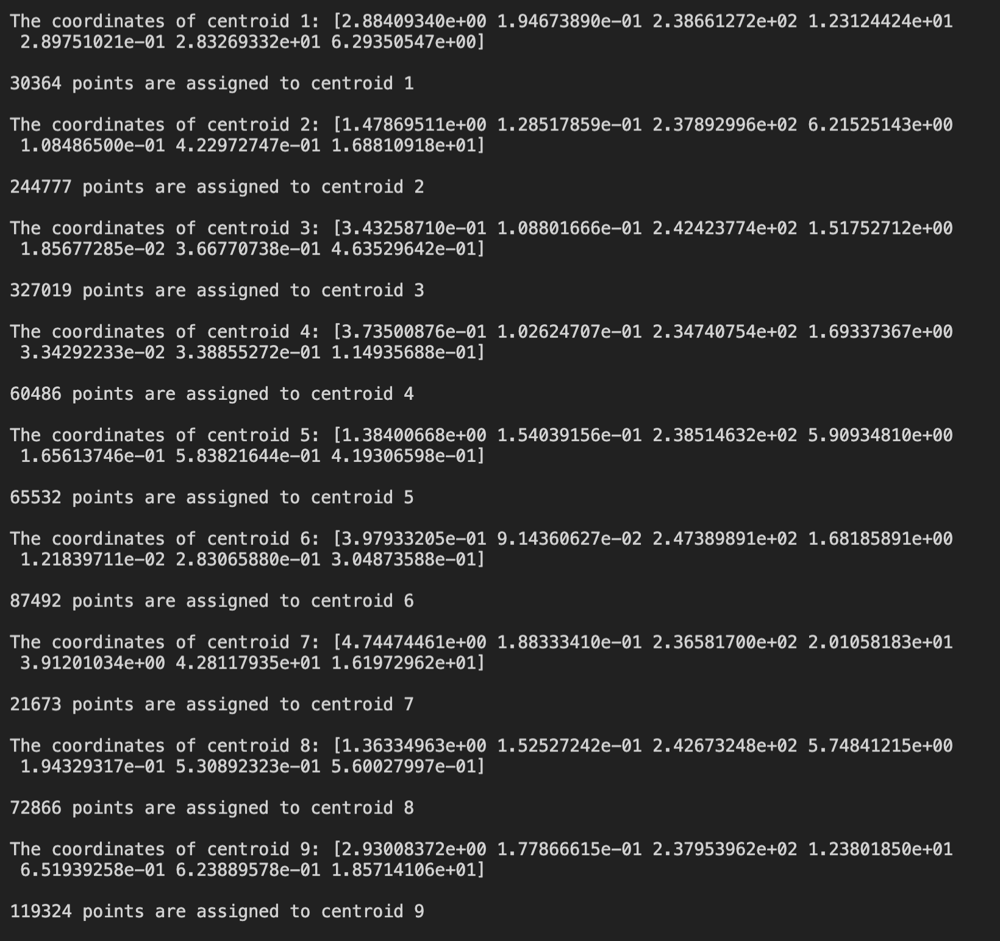 The coordinates of centroid 1: [2.88409340e+00 1.94673890e-01 2.38661272e+02 1.23124424e+01
2.89751021e-01 2.83269332e+01 6.29350547e+00]
30364 points are assigned to centroid 1
The coordinates of centroid 2: [1.47869511e+00 1.28517859e-01 2.37892996e+02 6.21525143e+00
1.08486500e-01 4.22972747e-01 1.68810918e+01]
244777 points are assigned to centroid 2
The coordinates of centroid 3: [3.43258710e-01 1.08801666e-01 2.42423774e+02 1.51752712e+00
1.85677285e-02 3.66770738e-01 4.63529642e-01]
327019 points are assigned to centroid 3
The coordinates of centroid 4: [3.73500876e-01 1.02624707e-01 2.34740754e+02 1.69337367e+00
3.34292233e-02 3.38855272e-01 1.14935688e-01]
60486 points are assigned to centroid 4
The coordinates of centroid 5: [1.38400668e+00 1.54039156e-01 2.38514632e+02 5.90934810e+00
1.65613746e-01 5.83821644e-01 4.19306598e-01]
65532 points are assigned to centroid 5
The coordinates of centroid 6: [3.97933205e-01 9.14360627e-02 2.47389891e+02 1.68185891e+00
1.21839711e-02 2.83065880e-01 3.04873588e-01]
87492 points are assigned to centroid 6
The coordinates of centroid 7: [4.74474461e+00 1.88333410e-01 2.36581700e+02 2.01058183e+01
3.91201034e+00 4.28117935e+01 1.61972962e+01]
21673 points are assigned to centroid 7
The coordinates of centroid 8: [1.36334963e+00 1.52527242e-01 2.42673248e+02 5.74841215e+00
1.94329317e-01 5.30892323e-01 5.60027997e-01]
72866 points are assigned to centroid 8
The coordinates of centroid 9: [2.93008372e+00 1.77866615e-01 2.37953962e+02 1.23801850e+01
6.51939258e-01 6.23889578e-01 1.85714106e+01]
119324 points are assigned to centroid 9